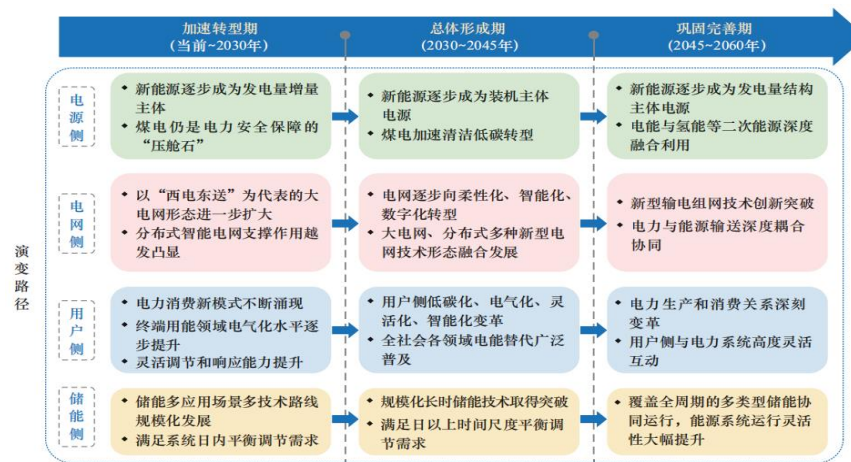 加速转型期
(当前~2030年)
总体形成期
(2030~2045年)
巩固完善期
(2045~2060年)
演变路径
电源侧
新能源逐步成为发电量增量
主体
煤电仍是电力安全保障的
“压舱石”
新能源逐步成为装机主体
电源
煤电加速清洁低碳转型
新能源逐步成为发电量结构
主体电源
电能与氢能等二次能源深度
融合利用
电网侧
以“西电东送”为代表的大
电网形态进一步扩大
分布式智能电网支撑作用越
发凸显
电网逐步向柔性化、智能化、
数字化转型
大电网、分布式多种新型电
网技术形态融合发展
新型输电组网技术创新突破
电力与能源输送深度耦合
协同
用户侧
电力消费新模式不断涌现
终端用能领域电气化水平逐
步提升
灵活调节和响应能力提升
用户侧低碳化、电气化、灵
活化、智能化变革
全社会各领域电能替代广泛
普及
电力生产和消费关系深刻
变革
用户侧与电力系统高度灵活
互动
储能侧
储能多应用场景多技术路线
规模化发展
满足系统日内平衡调节需求
规模化长时储能技术取得突破
满足日以上时间尺度平衡调
节需求
覆盖全周期的多类型储能协
同运行，能源系统运行灵活
性大幅提升